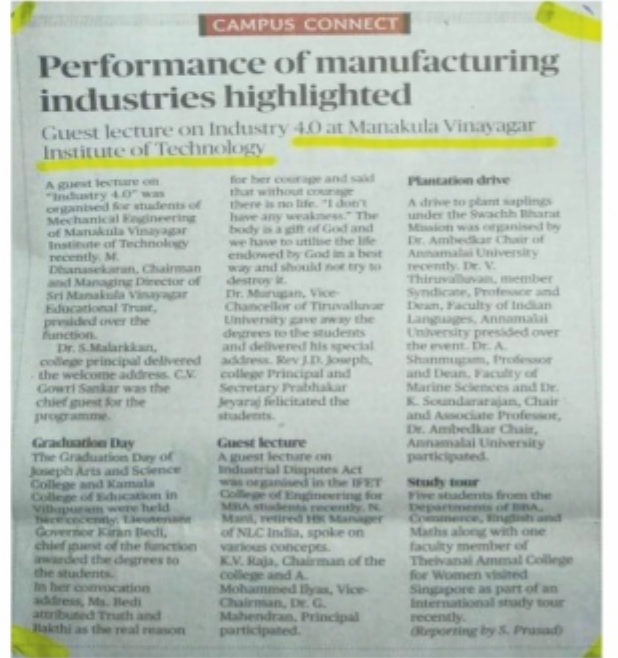 CAMPUS CONNECT
Performance of manufacturing
industries highlighted
Guest lecture on Industry 4.0 at Manakula Vinayagar
Institute of Technology
A guest lecture on
"Industry 4.0" was
organised for students of
Mechanical Engineering
of Manakula Vinayagar
Institute of Technology
recently. M.
Dhanasekaran, Chairman
and Managing Director of
Sri Manakula Vinayagar
Educational Trust,
presided over the
function.
Dr. S.Malarkkan,
college principal delivered
the welcome address. C.V.
Gowri Sankar was the
chief guest for the
programme.
Graduation Day
The Graduation Day of
Joseph Arts and Science
College and Kamala
College of Education in
Villupuram were held
here recently. Lieutenant
Governor Kiran Bedi,
chief guest of the function
awarded the degrees to
the students.
In her convocation
address, Ms. Bedi
attributed Truth and
Bakthi as the real reason
for her courage and said
that without courage
there is no life. "I don't
have any weakness." The
body is a gift of God and
we have to utilise the life
endowed by God in a best
way and should not try to
destroy it.
Dr. Murugan, Vice-
Chancellor of Tiruvalluvar
University gave away the
degrees to the students
and delivered his special
address. Rev J.D. Joseph,
college Principal and
Secretary Prabhakar
Jeyaraj felicitated the
students.
Guest lecture
A guest lecture on
Industrial Disputes Act
was organised in the IFET
College of Engineering for
MBA students recently. N.
Mani, retired HR Manager
of NLC India, spoke on
various concepts.
K.V. Raja, Chairman of the
college and A.
Mohammed Ilyas, Vice-
Chairman, Dr. G.
Mahendran, Principal
participated.
Plantation drive
A drive to plant saplings
under the Swachh Bharat
Mission was organised by
Dr. Ambedkar Chair of
Annamalai University
recently. Dr. V.
Thiruvalluvan, member
Syndicate, Professor and
Dean, Faculty of Indian
Languages, Annamalai
University presided over
the event. Dr. A.
Shanmugam, Professor
and Dean, Faculty of
Marine Sciences and Dr.
K. Soundararajan, Chair
and Associate Professor,
Dr. Ambedkar Chair,
Annamalai University
participated.
Study tour
Five students from the
Departments of BBA,
Commerce, English and
Maths along with one
faculty member of
Theivanai Ammal College
for Women visited
Singapore as part of an
International study tour
recently.
(Reporting by S. Prasad)